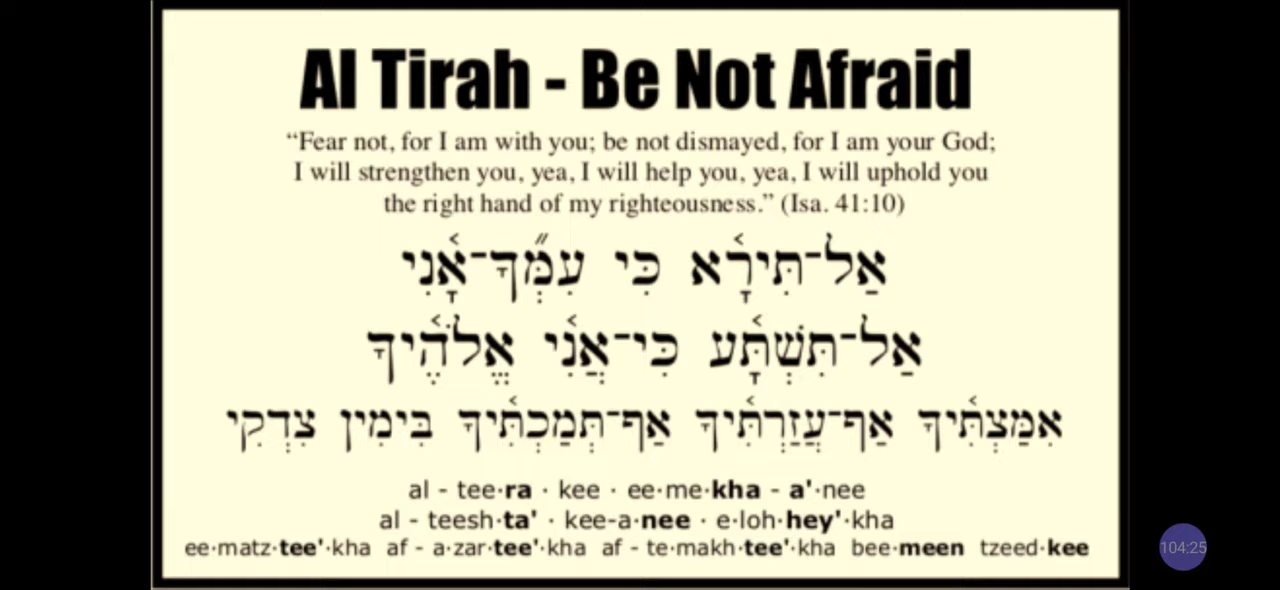 Al Tirah - Be Not Afraid
“Fear not, for I am with you; be not dismayed, for I am your God;
I will strengthen you, yea, I will help you, yea, I will uphold you
the right hand of my righteousness.” (Isa. 41:10)
אַל־תִּירָ֫א כִּי עִמְּךָ֞־אָ֫נִי
אַל־תִּשְׁתָּ֫ע כִּי־אֲנִ֫י אֱלֹהֶ֫יךָ
אִמַּצְתִּ֫יךָ אַף־עֲזַרְתִּ֫יךָ אַף־תְּמַכְתִּ֫יךָ בִּימִין צִדְקִי
al - tee·ra · kee · ee·me·kha - a'·nee
al - teesh·ta' · kee-a·nee · e·loh·hey'·kha
ee·matz·tee'·kha af - a·zar·tee'·kha af - te·makh·tee'·kha bee·meen tzeed·kee
104:25